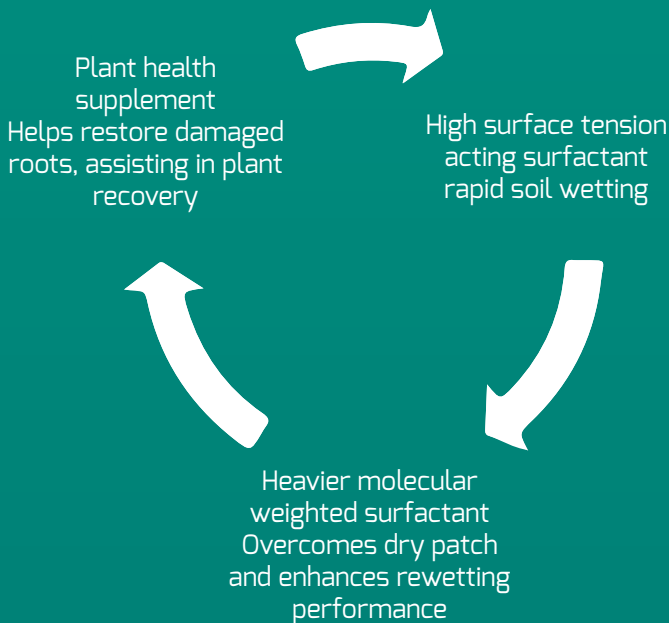 Plant health
supplement
Helps restore damaged
roots, assisting in plant
recovery
High surface tension
acting surfactant
rapid soil wetting
Heavier molecular
weighted surfactant
Overcomes dry patch
and enhances rewetting
performance